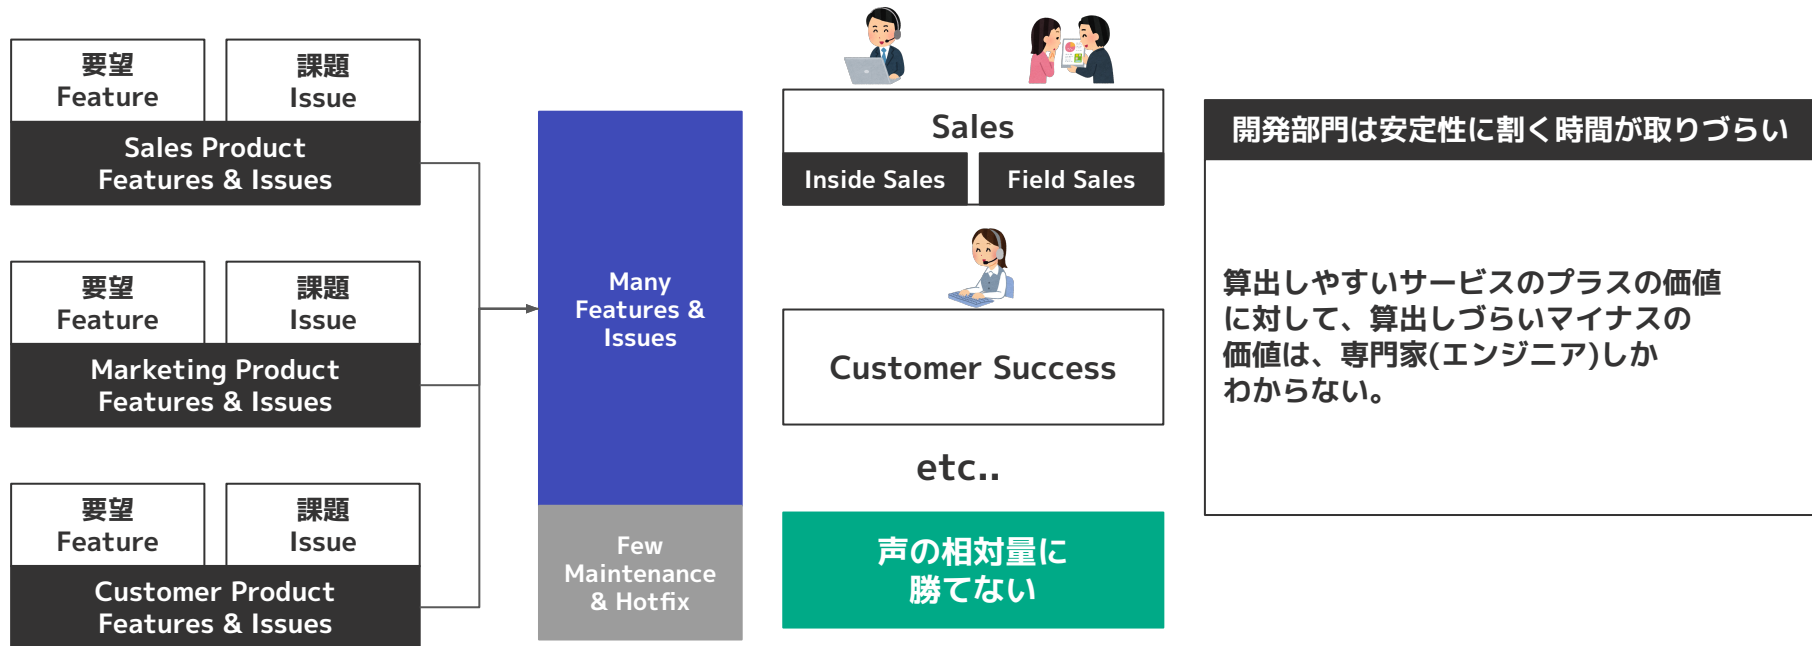 要望
Feature
課題
Issue
Sales Product
Features & Issues
要望
Feature
課題
Issue
Marketing Product
Features & Issues
要望
Feature
課題
Issue
Customer Product
Features & Issues
Many
Features &
Issues
Few
Maintenance
& Hotfix
Sales
Inside Sales
Field Sales
Customer Success
etc..
声の相対量に
勝てない
開発部門は安定性に割く時間が取りづらい
算出しやすいサービスのプラスの価値
に対して、算出しづらいマイナスの
価値は、専門家(エンジニア)しか
わからない。